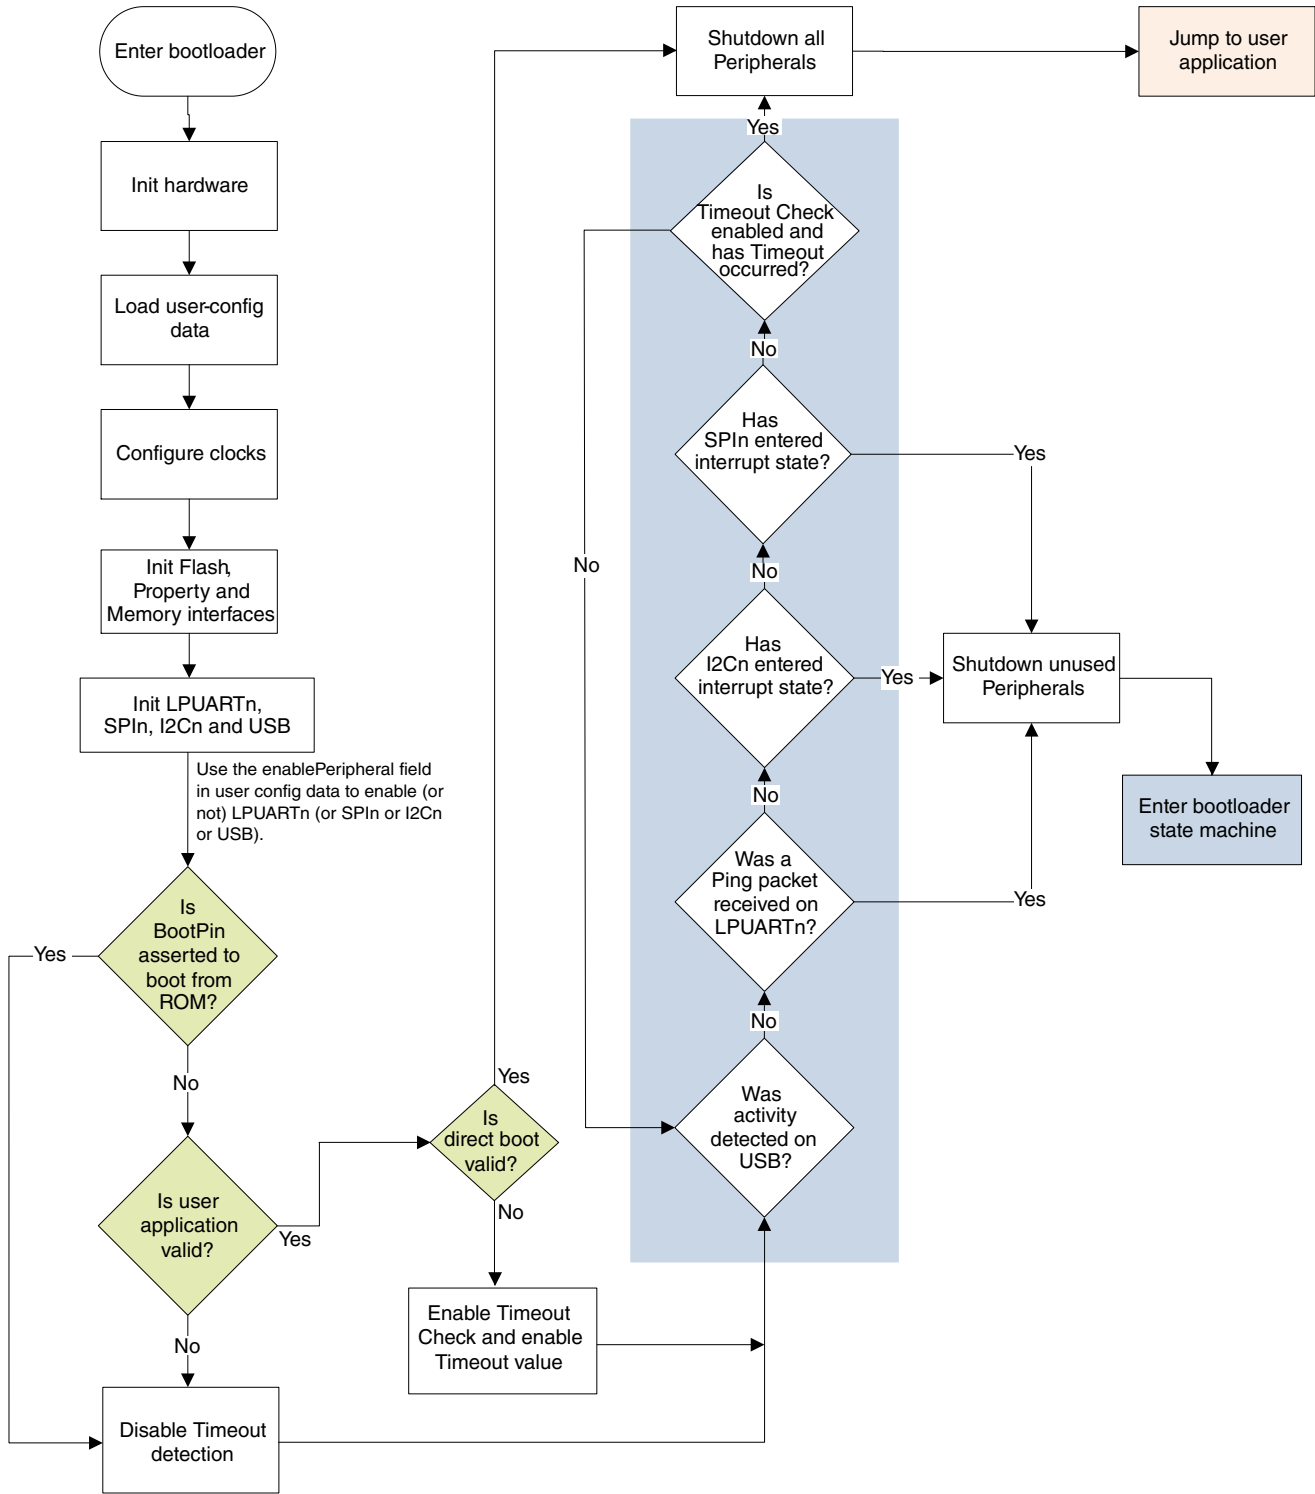 Enter bootloader
Init hardware
Load user-config
data
Configure clocks
Init Flash,
Property and
Memory interfaces
Init LPUARTn,
SPIn, I2Cn and USB
Use the enablePeripheral field
in user config data to enable (or
not) LPUARTn (or SPIn or I2Cn
or USB).
Is
BootPin
asserted to
boot from
ROM?
Yes
No
Is user
application
valid?
Yes
No
Disable Timeout
detection
Is
direct boot
valid?
Yes
No
Enable Timeout
Check and enable
Timeout value
Shutdown all
Peripherals
Jump to user
application
Yes
Is
Timeout Check
enabled and
has Timeout
occurred?
No
No
Has
SPIn entered
interrupt state?
Yes
No
Has
I2Cn entered
interrupt state?
Yes
No
Was a
Ping packet
received on
LPUARTn?
Yes
No
Was
activity
detected on
USB?
Shutdown unused
Peripherals
Enter bootloader
state machine